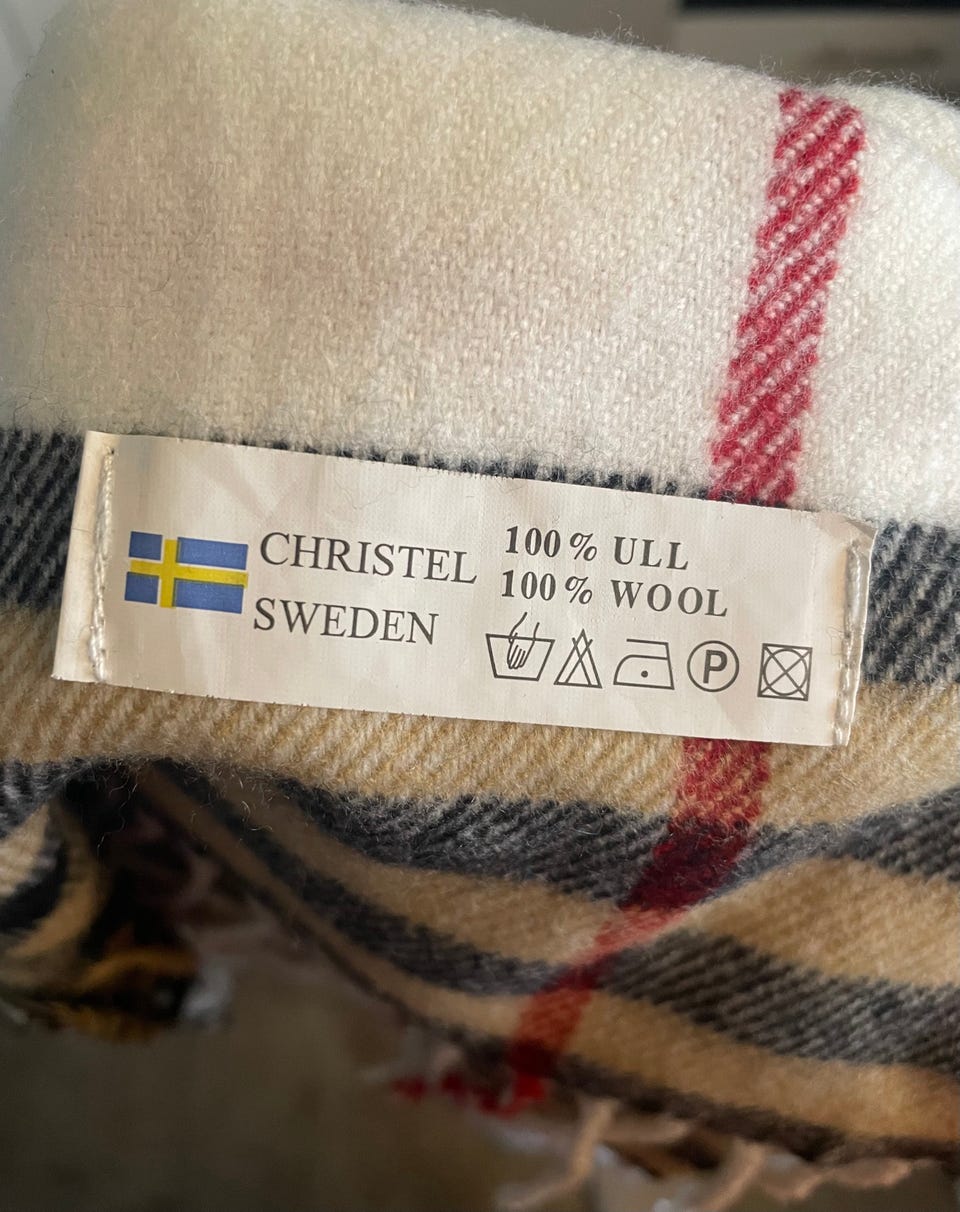 CHRISTEL
SWEDEN
100% ULL
100% WOOL
P